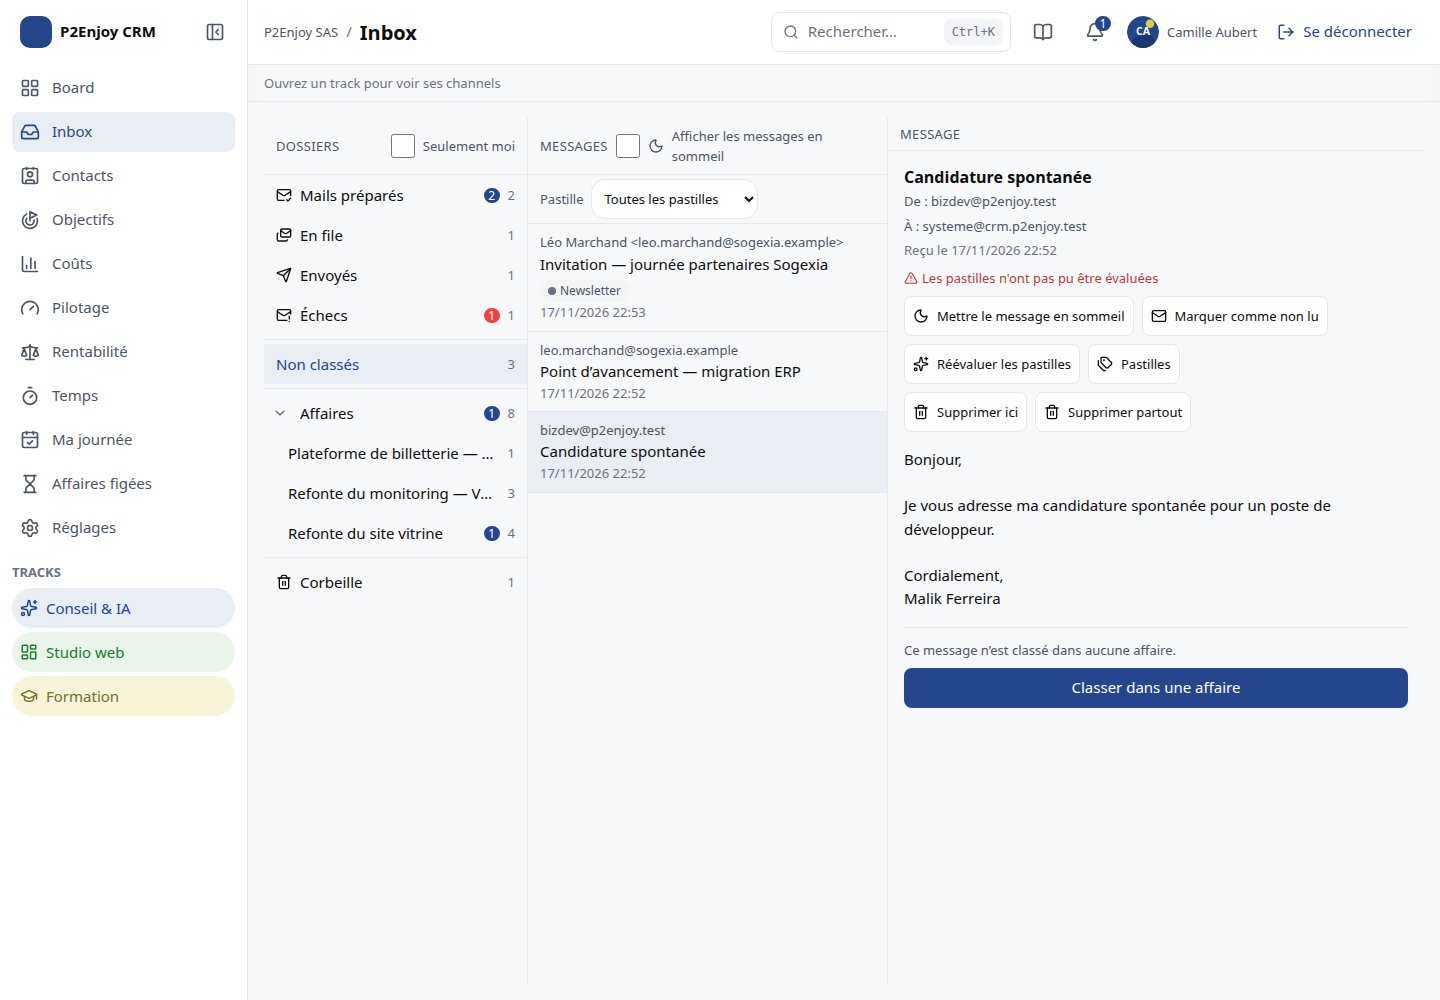 P2Enjoy CRM
Board
Inbox
Contacts
Objectifs
Coûts
Pilotage
Rentabilité
Temps
Ma journée
Affaires figées
Réglages
TRACKS
Conseil & IA
Studio web
Formation
P2Enjoy SAS / Inbox
Rechercher... Ctrl+K
1
CA Camille Aubert
Se déconnecter
Ouvrez un track pour voir ses channels
DOSSIERS Seulement moi
Mails préparés 2 2
En file 1
Envoyés 1
Échecs 1 1
Non classés 3
Affaires 1 8
Plateforme de billetterie — ... 1
Refonte du monitoring — V... 3
Refonte du site vitrine 1 4
Corbeille 1
MESSAGES Afficher les messages en
sommeil
Pastille Toutes les pastilles
Léo Marchand <leo.marchand@sogexia.example>
Invitation — journée partenaires Sogexia
Newsletter
17/11/2026 22:53
leo.marchand@sogexia.example
Point d’avancement — migration ERP
17/11/2026 22:52
bizdev@p2enjoy.test
Candidature spontanée
17/11/2026 22:52
MESSAGE
Candidature spontanée
De : bizdev@p2enjoy.test
À : systeme@crm.p2enjoy.test
Reçu le 17/11/2026 22:52
Les pastilles n'ont pas pu être évaluées
Mettre le message en sommeil Marquer comme non lu
Réévaluer les pastilles Pastilles
Supprimer ici Supprimer partout
Bonjour,
Je vous adresse ma candidature spontanée pour un poste de
développeur.
Cordialement,
Malik Ferreira
Ce message n’est classé dans aucune affaire.
Classer dans une affaire